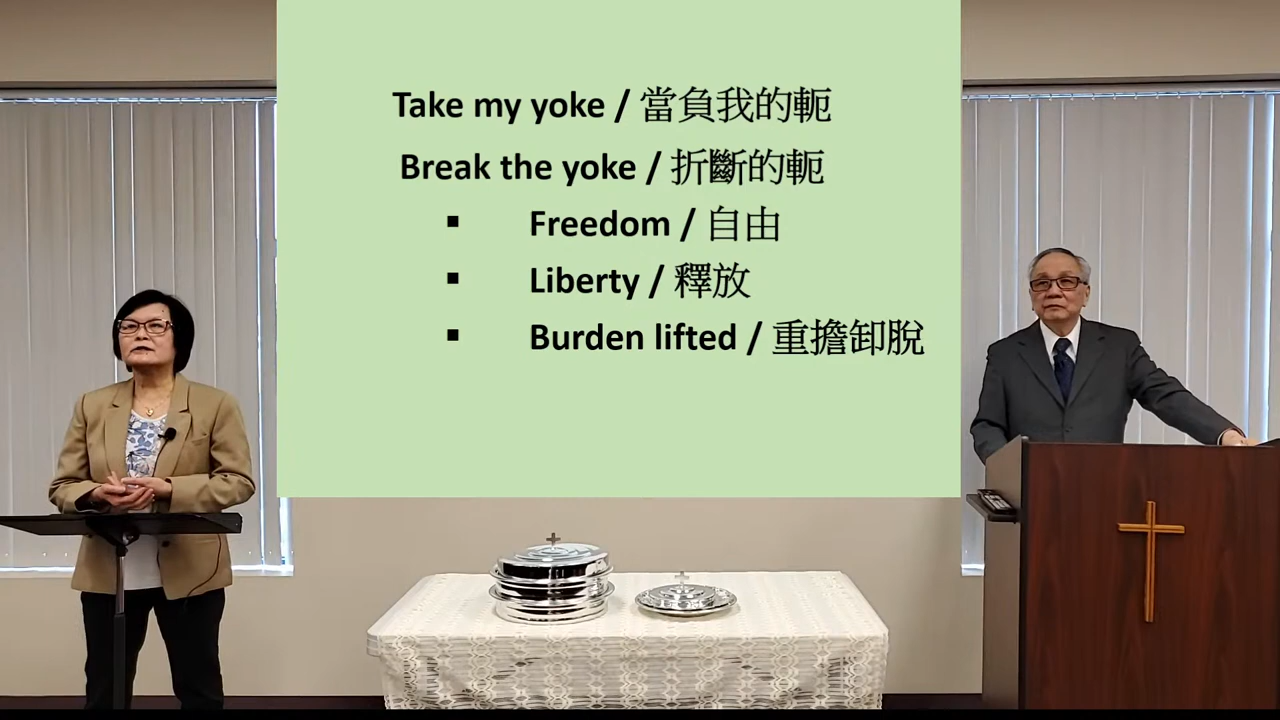 Take my yoke / 當負我的軛
Break the yoke / 折斷的軛
▪ Freedom / 自由
▪ Liberty / 釋放
▪ Burden lifted / 重擔卸脫